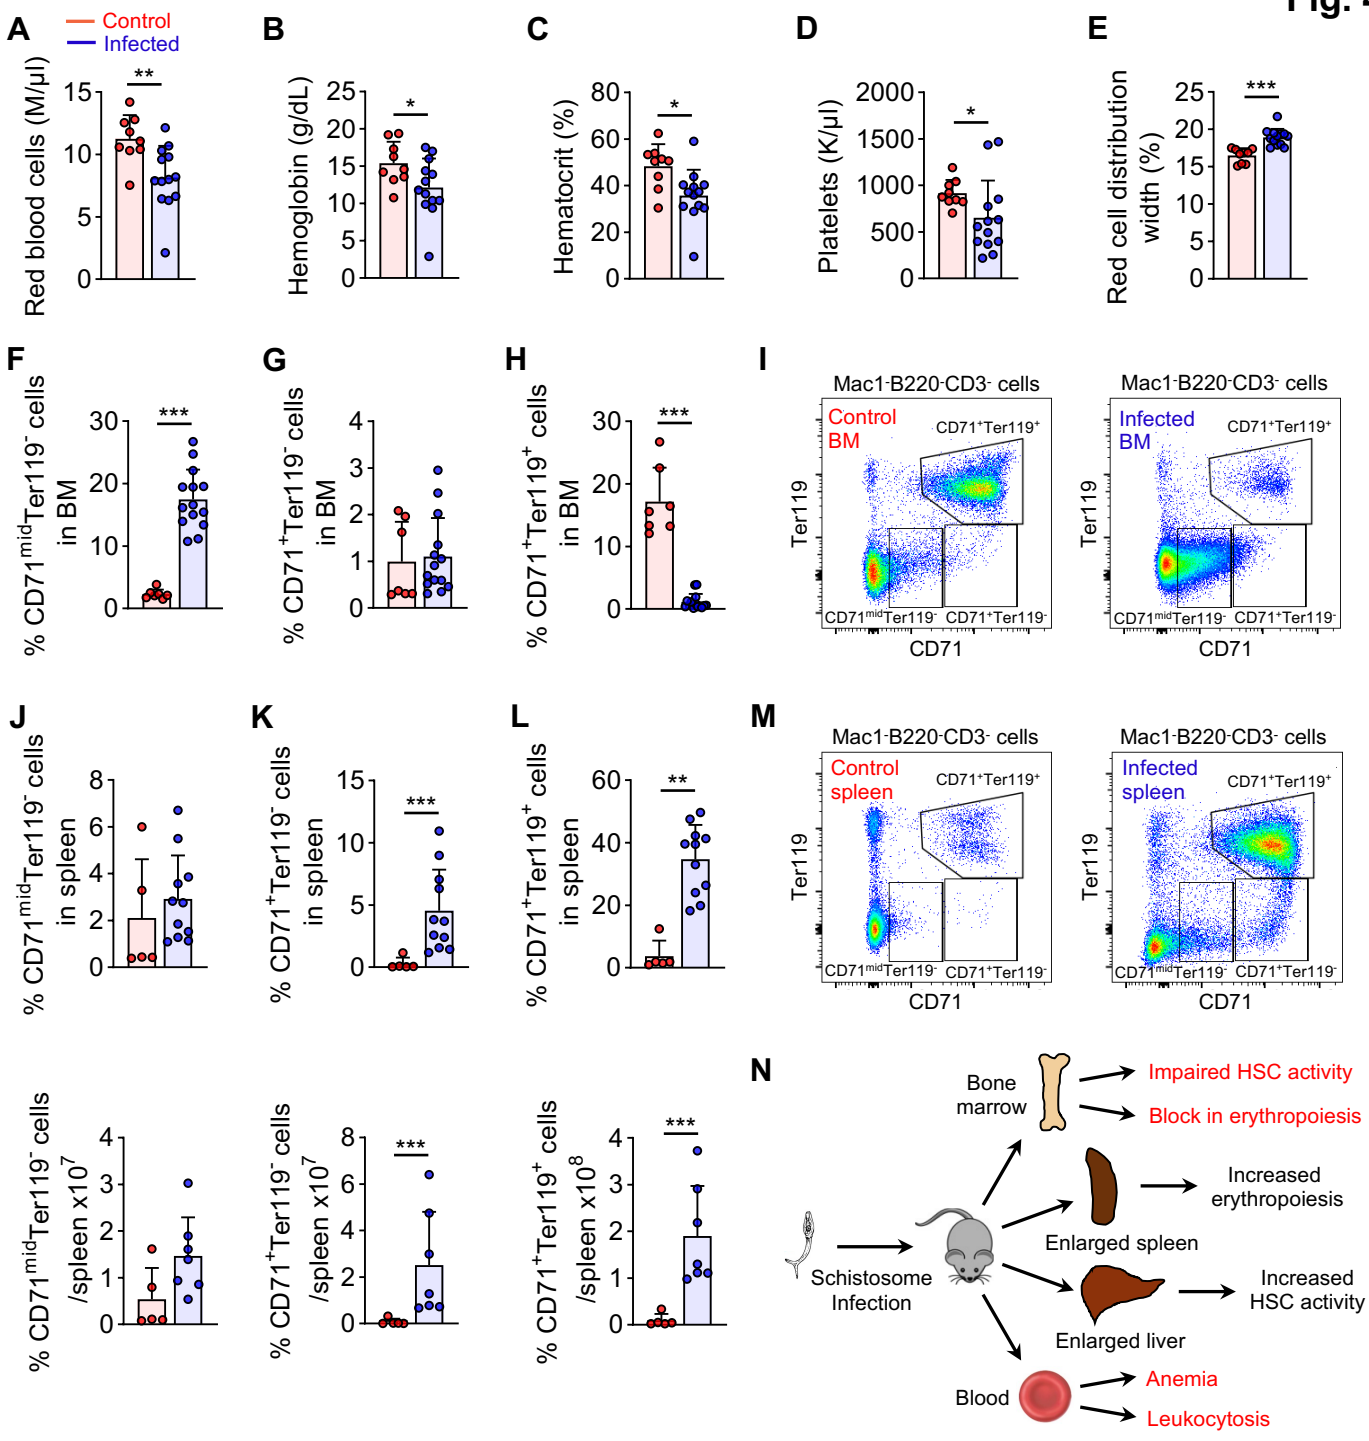 Fig. 4
A
Control
Infected
Red blood cells (M/µl)
15
10
5
0
**
B
Hemoglobin (g/dL)
25
20
15
10
5
0
*
C
Hematocrit (%)
80
60
40
20
0
*
D
Platelets (K/µl)
2000
1500
1000
500
0
*
E
Red cell distribution
width (%)
25
20
15
10
5
0
***
F
% CD71midTer119- cells
in BM
30
20
10
0
***
G
% CD71+Ter119- cells
in BM
4
3
2
1
0
H
% CD71+Ter119+ cells
in BM
30
20
10
0
***
I
Mac1-B220-CD3- cells
Control
BM
CD71+Ter119+
Ter119
CD71midTer119-
CD71+Ter119-
CD71
Mac1-B220-CD3- cells
Infected
BM
CD71+Ter119+
Ter119
CD71midTer119-
CD71+Ter119-
CD71
J
% CD71midTer119- cells
in spleen
8
6
4
2
0
K
% CD71+Ter119- cells
in spleen
15
10
5
0
***
L
% CD71+Ter119+ cells
in spleen
60
40
20
0
**
M
Mac1-B220-CD3- cells
Control
spleen
CD71+Ter119+
Ter119
CD71midTer119-
CD71+Ter119-
CD71
Mac1-B220-CD3- cells
Infected
spleen
CD71+Ter119+
Ter119
CD71midTer119-
CD71+Ter119-
CD71
% CD71midTer119- cells
/spleen x107
4
3
2
1
0
% CD71+Ter119- cells
/spleen x107
8
6
4
2
0
***
% CD71+Ter119+ cells
/spleen x108
4
3
2
1
0
***
N
Schistosome
Infection
Bone
marrow
Impaired HSC activity
Block in erythropoiesis
Enlarged spleen
Increased
erythropoiesis
Enlarged liver
Increased
HSC activity
Blood
Anemia
Leukocytosis